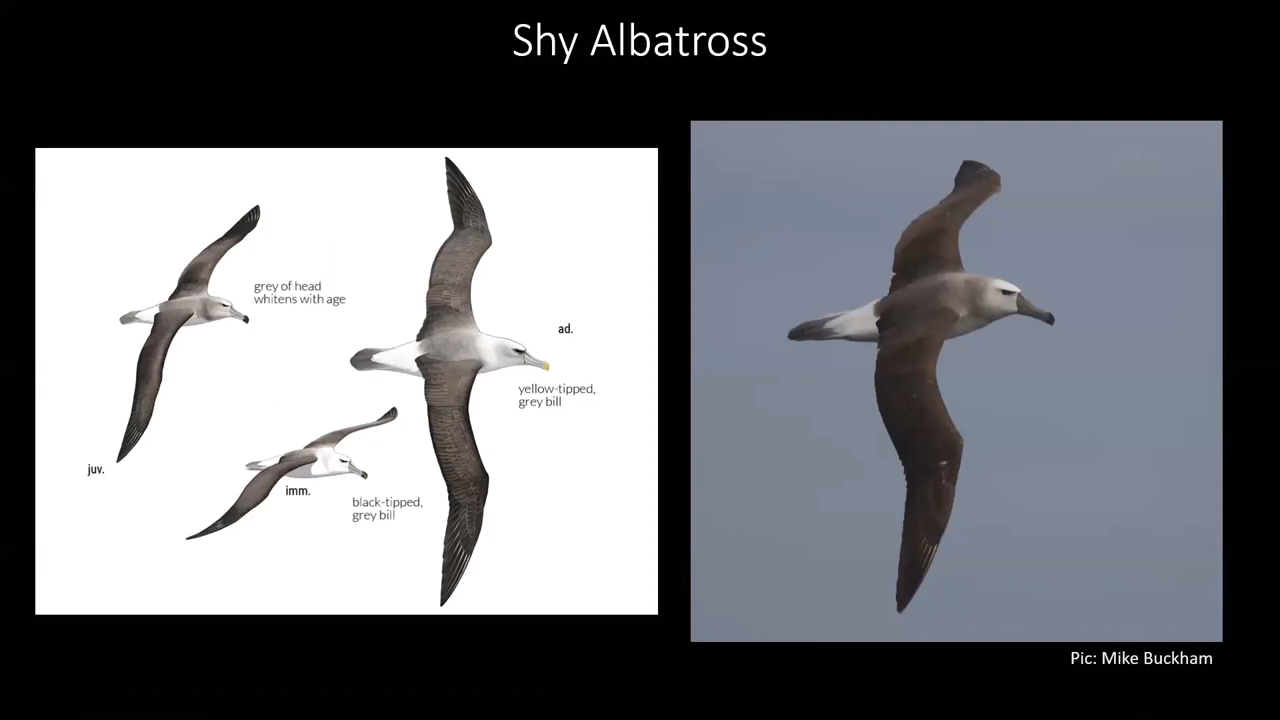 Shy Albatross
grey of head
whitens with age
ad.
yellow-tipped,
grey bill
juv.
imm.
black-tipped,
grey bill
Pic: Mike Buckham